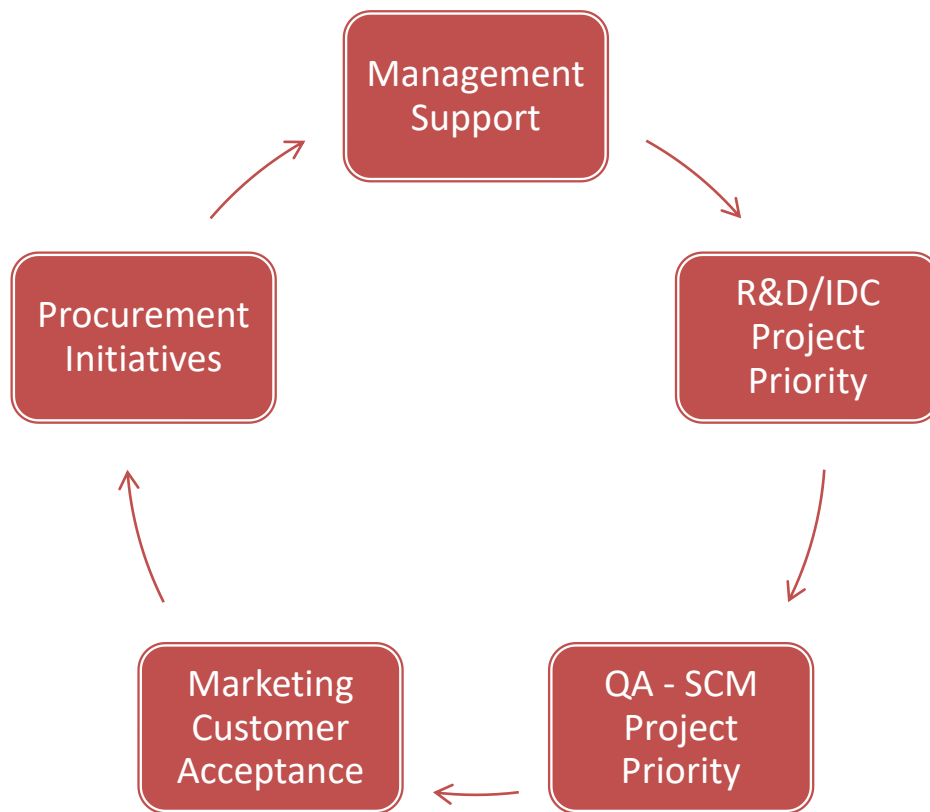 Management
Support
R&D/IDC
Project
Priority
QA - SCM
Project
Priority
Marketing
Customer
Acceptance
Procurement
Initiatives